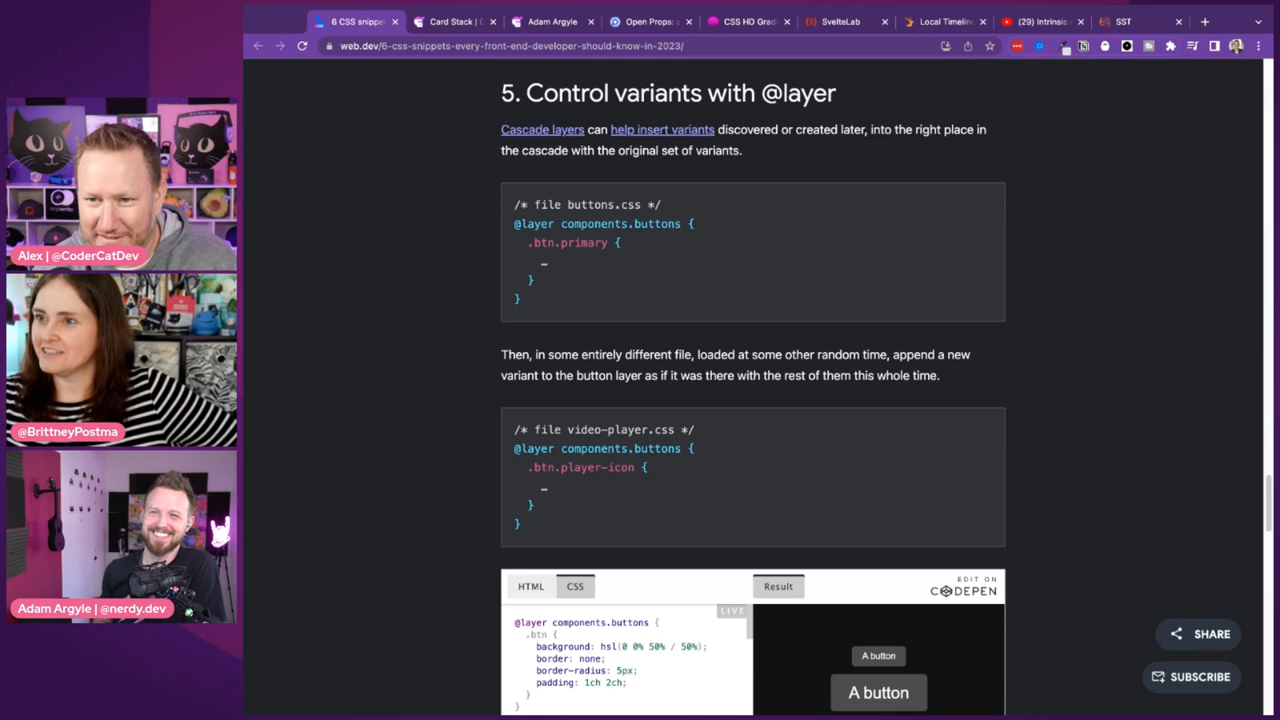 6 CSS snippe
Card Stack | C
Adam Argyle
Open Props: s
CSS HD Grad
SvelteLab
Local Timeline
(29) Intrinsic
SST
web.dev/6-css-snippets-every-front-end-developer-should-know-in-2023/
5. Control variants with @layer
Cascade layers can help insert variants discovered or created later, into the right place in
the cascade with the original set of variants.
/* file buttons.css */
@layer components.buttons {
.btn.primary {
…
}
}
Then, in some entirely different file, loaded at some other random time, append a new
variant to the button layer as if it was there with the rest of them this whole time.
/* file video-player.css */
@layer components.buttons {
.btn.player-icon {
…
}
}
HTML
CSS
Result
EDIT ON
CODEPEN
LIVE
@layer components.buttons {
.btn {
background: hsl(0 0% 50% / 50%);
border: none;
border-radius: 5px;
padding: 1ch 2ch;
}
}
A button
A button
SHARE
SUBSCRIBE
Alex | @CoderCatDev
@BrittneyPostma
Adam Argyle | @nerdy.dev